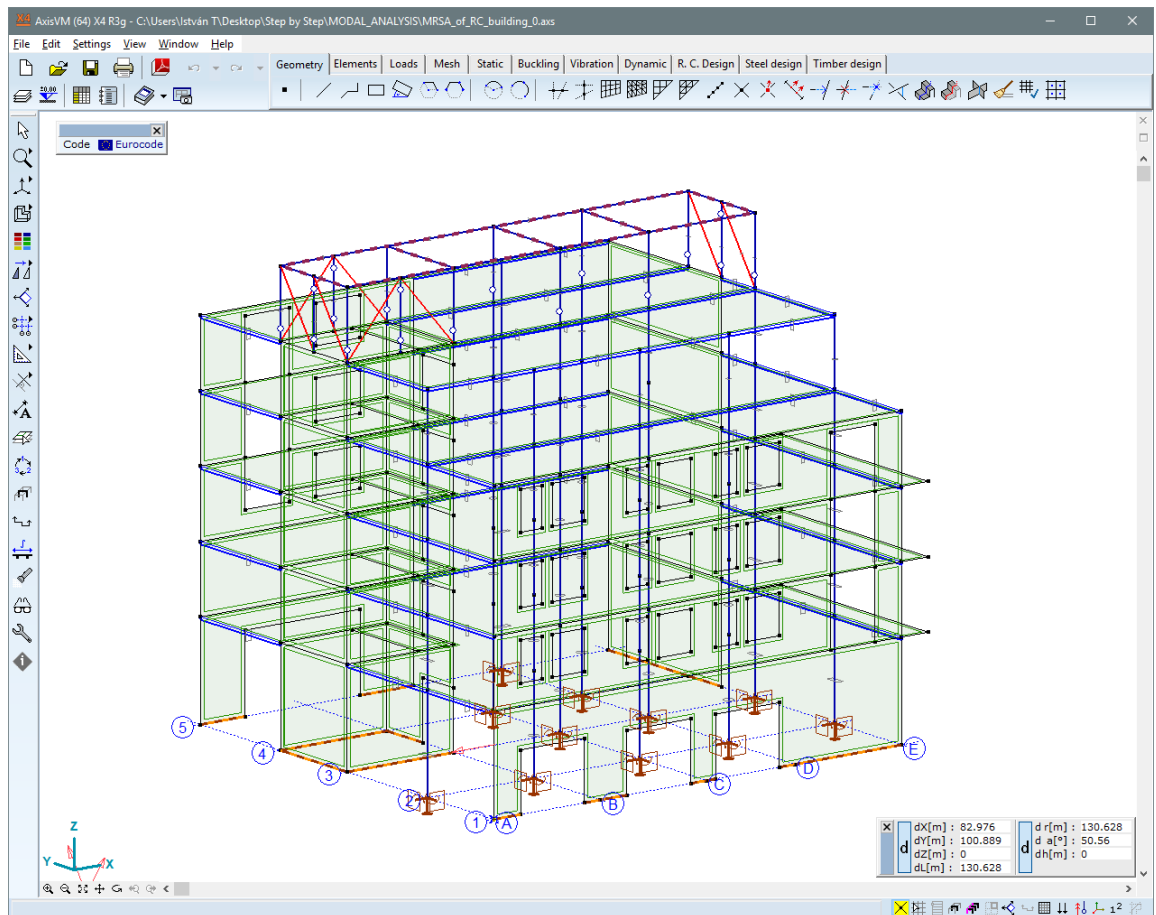 X4 AxisVM (64) X4 R3g - C:\Users\István T\Desktop\Step by Step\MODAL_ANALYSIS\MRSA_of_RC_building_0.axs
File Edit Settings View Window Help
Geometry Elements Loads Mesh Static Buckling Vibration Dynamic R. C. Design Steel design Timber design
Code Eurocode
5
4
3
2
1
A
B
C
D
E
Z
Y
X
d
dX[m] : 82.976
dY[m] : 100.889
dZ[m] : 0
dL[m] : 130.628
d
d r[m] : 130.628
d a[°] : 50.56
dh[m] : 0